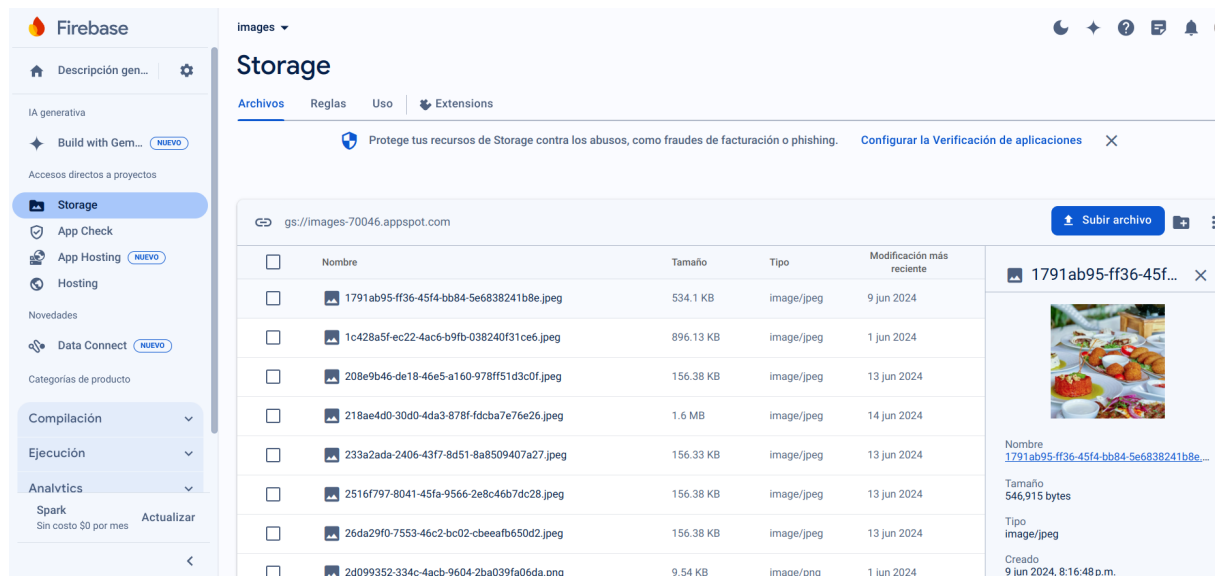 Firebase
Descripción gen...
IA generativa
Build with Gem... NUEVO
Accesos directos a proyectos
Storage
App Check
App Hosting NUEVO
Hosting
Novedades
Data Connect NUEVO
Categorías de producto
Compilación
Ejecución
Analytics
Spark
Sin costo $0 por mes
Actualizar
images
Storage
Archivos Reglas Uso Extensions
Protege tus recursos de Storage contra los abusos, como fraudes de facturación o phishing. Configurar la Verificación de aplicaciones
gs://images-70046.appspot.com
Subir archivo
Nombre Tamaño Tipo Modificación más reciente
1791ab95-ff36-45f4-bb84-5e6838241b8e.jpeg 534.1 KB image/jpeg 9 jun 2024
1c428a5f-ec22-4ac6-b9fb-038240f31ce6.jpeg 896.13 KB image/jpeg 1 jun 2024
208e9b46-de18-46e5-a160-978ff51d3c0f.jpeg 156.38 KB image/jpeg 13 jun 2024
218ae4d0-30d0-4da3-878f-fdcba7e76e26.jpeg 1.6 MB image/jpeg 14 jun 2024
233a2ada-2406-43f7-8d51-8a8509407a27.jpeg 156.33 KB image/jpeg 13 jun 2024
2516f797-8041-45fa-9566-2e8c46b7dc28.jpeg 156.38 KB image/jpeg 13 jun 2024
26da29f0-7553-46c2-bc02-cbeeafb650d2.jpeg 156.38 KB image/jpeg 13 jun 2024
2d099352-334c-4acb-9604-2ba039fa06da.png 9.54 KB image/png 1 jun 2024
1791ab95-ff36-45f...
Nombre
1791ab95-ff36-45f4-bb84-5e6838241b8e....
Tamaño
546,915 bytes
Tipo
image/jpeg
Creado
9 jun 2024, 8:16:48 p.m.